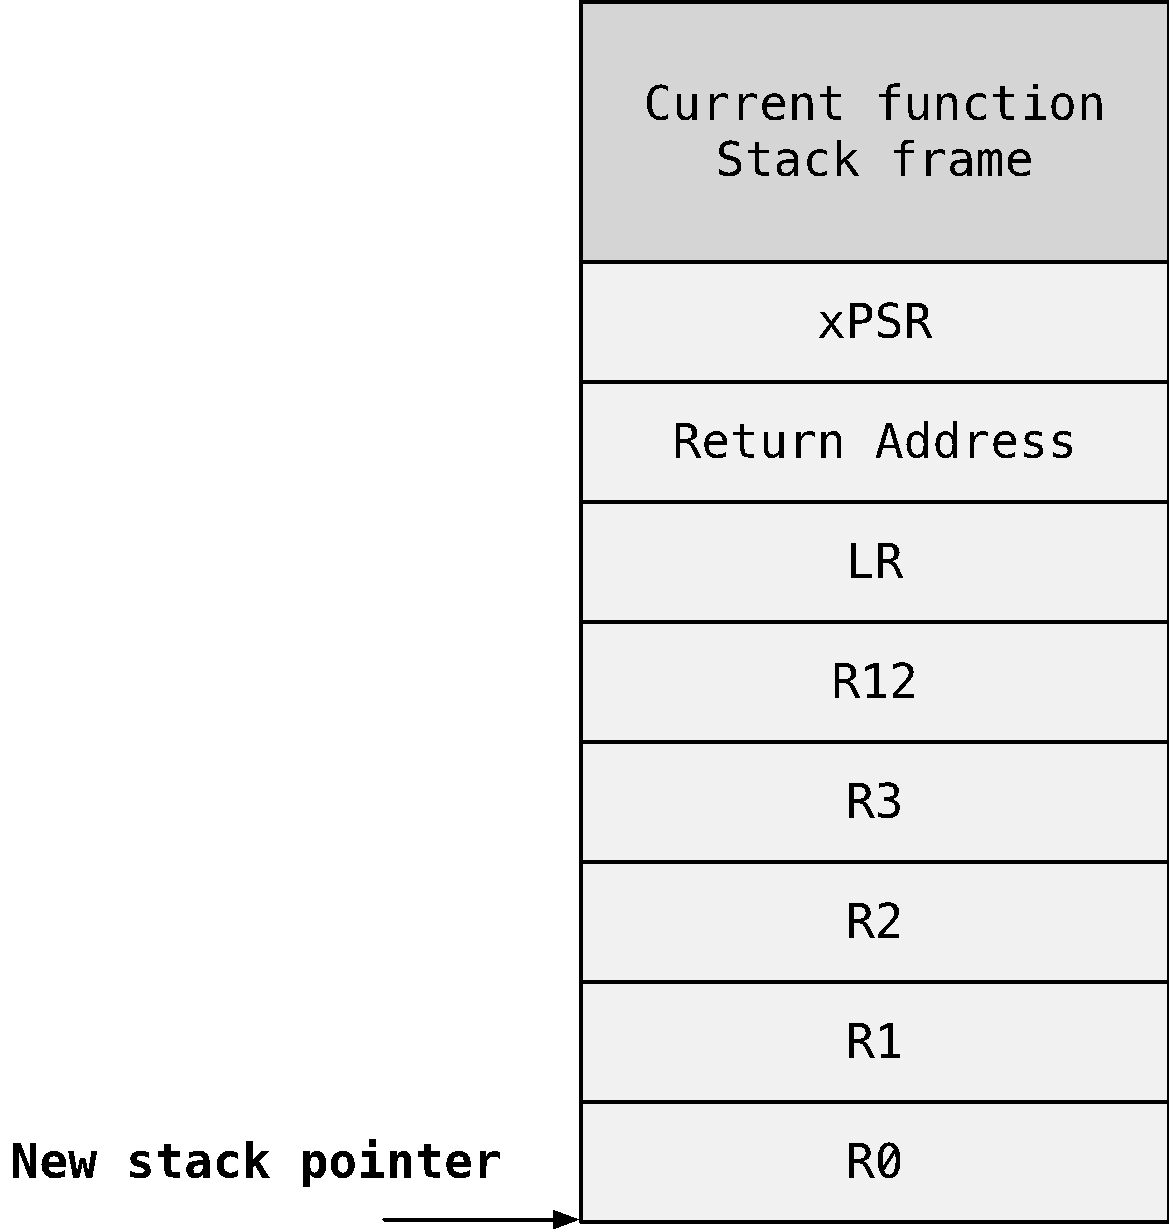 Current function
Stack frame
xPSR
Return Address
LR
R12
R3
R2
R1
R0
New stack pointer